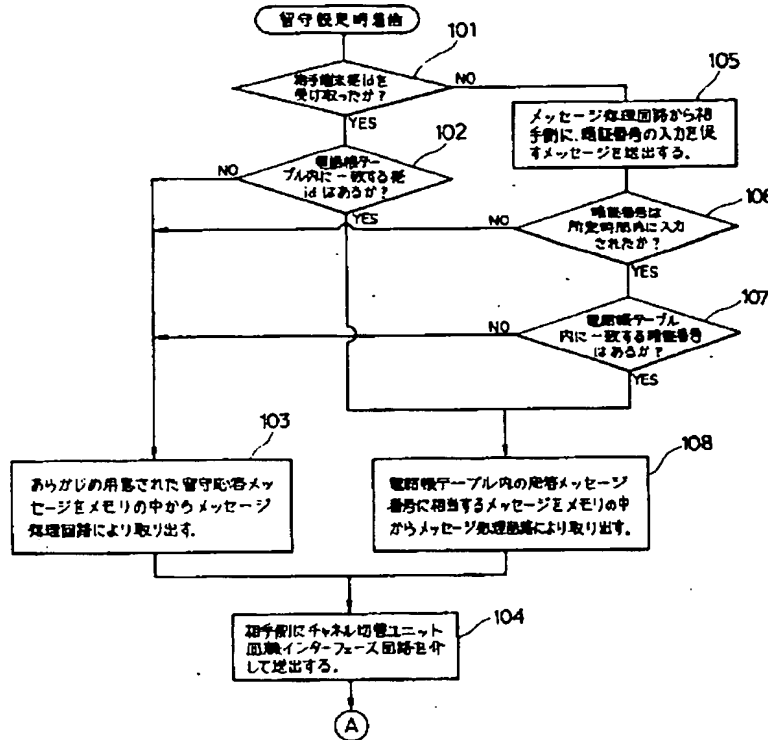 留守設定時着信
101
相手端末紙idを
受け取ったか?
NO
YES
105
メッセージ処理回路から相
手側に、暗証番号の入力を促
すメッセージを送出する。
102
電話帳テー
ブル内に一致する紙
idはあるか?
NO
YES
106
暗証番号は
所定時間内に入力
されたか?
NO
YES
107
電話帳テーブル
内に一致する暗証番号
はあるか?
NO
YES
103
あらかじめ用意された留守応答メッ
セージをメモリの中からメッセージ
処理回路により取り出す。
108
電話帳テーブル内の応答メッセージ
番号に相当するメッセージをメモリの中
からメッセージ処理回路により取り出す。
104
相手側にチャネル切替ユニット
回線インターフェース回路を介
して送出する。
A